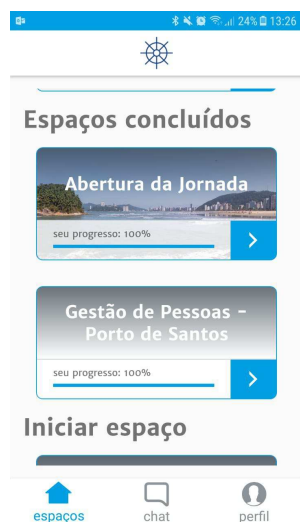 24% 13:26
Espaços concluídos
Abertura da Jornada
seu progresso: 100%
Gestão de Pessoas -
Porto de Santos
seu progresso: 100%
Iniciar espaço
espaços chat perfil